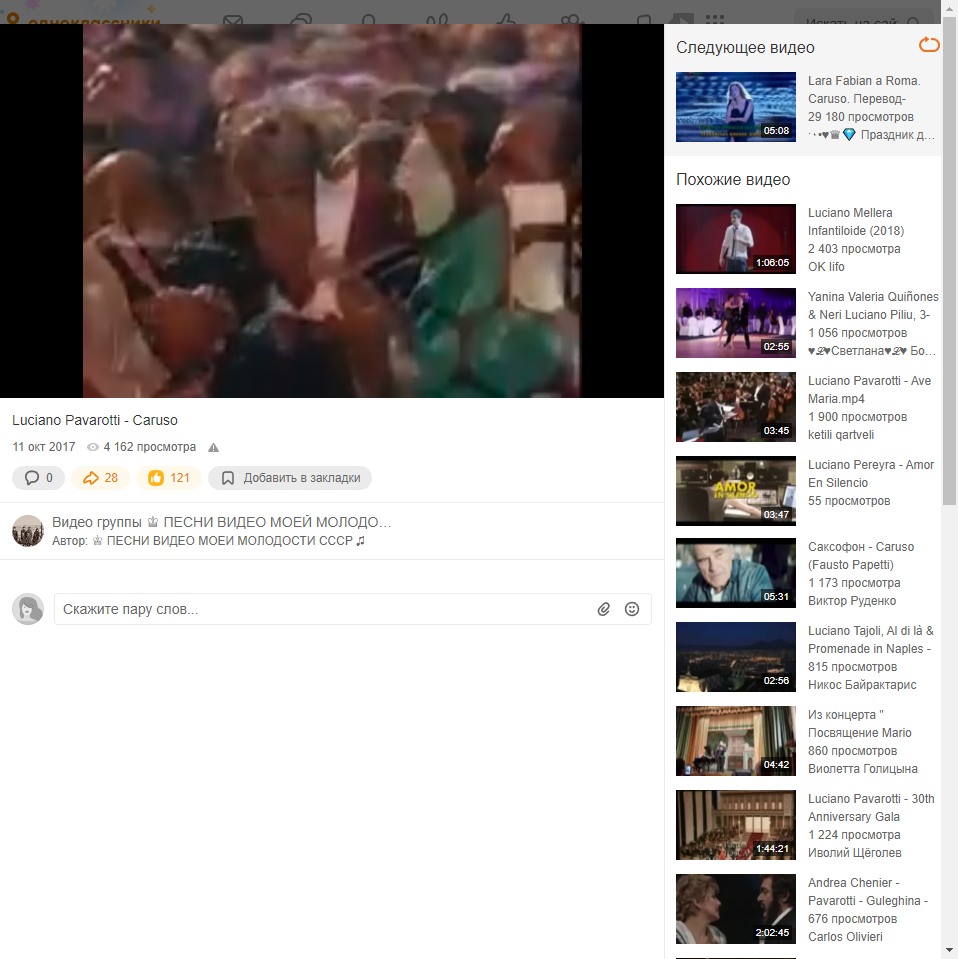 одноклассники
Искать на сай
Luciano Pavarotti - Caruso
11 окт 2017
4 162 просмотра
0
28
121
Добавить в закладки
Видео группы ♔ ПЕСНИ ВИДЕО МОЕЙ МОЛОДО...
Автор: ♔ ПЕСНИ ВИДЕО МОЕЙ МОЛОДОСТИ СССР ♫
Скажите пару слов...
Следующее видео
05:08
Lara Fabian a Roma.
Caruso. Перевод-
29 180 просмотров
Праздник д...
Похожие видео
1:06:05
Luciano Mellera
Infantiloide (2018)
2 403 просмотра
OK lifo
02:55
Yanina Valeria Quiñones
& Neri Luciano Piliu, 3-
1 056 просмотров
♥ℒ♥Светлана♥ℒ♥ Бо...
03:45
Luciano Pavarotti - Ave
Maria.mp4
1 900 просмотров
ketili qartveli
AMOR
EN SILENCIO
03:47
Luciano Pereyra - Amor
En Silencio
55 просмотров
05:31
Саксофон - Caruso
(Fausto Papetti)
1 173 просмотра
Виктор Руденко
02:56
Luciano Tajoli, Al di là &
Promenade in Naples -
815 просмотров
Никос Байрактарис
04:42
Из концерта "
Посвящение Mario
860 просмотров
Виолетта Голицына
1:44:21
Luciano Pavarotti - 30th
Anniversary Gala
1 224 просмотра
Иволий Щёголев
2:02:45
Andrea Chenier -
Pavarotti - Guleghina -
676 просмотров
Carlos Olivieri